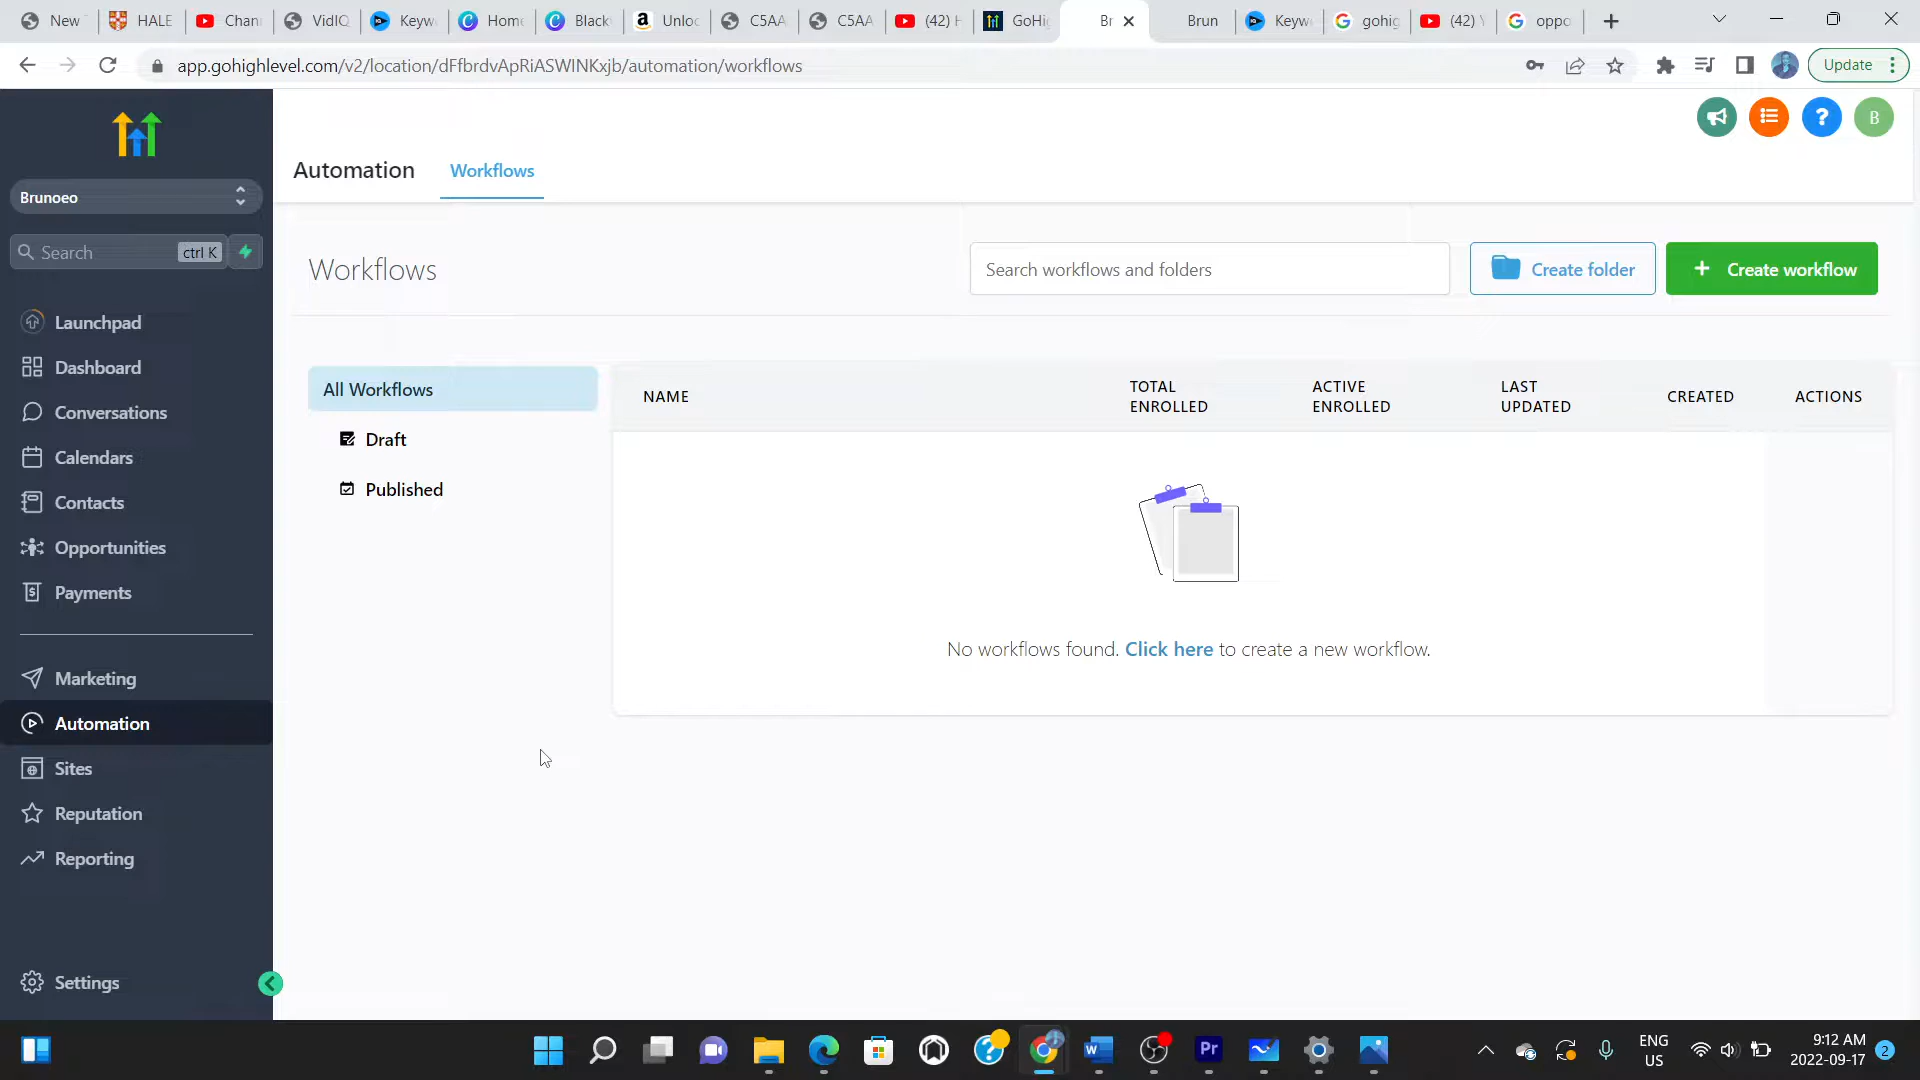 New
HALE
Chan
VidIQ
Keyw
Home
Black
Unloc
C5AA
C5AA
(42)
GoHig
Br
Brun
Keyw
gohig
(42)
oppo
app.gohighlevel.com/v2/location/dFfbrdvApRiASWINKxjb/automation/workflows
Update
B
Automation
Workflows
Brunoeo
Search
ctrl K
Workflows
Search workflows and folders
Create folder
+ Create workflow
Launchpad
Dashboard
Conversations
Calendars
Contacts
Opportunities
Payments
Marketing
Automation
Sites
Reputation
Reporting
Settings
All Workflows
Draft
Published
NAME
TOTAL
ENROLLED
ACTIVE
ENROLLED
LAST
UPDATED
CREATED
ACTIONS
No workflows found. Click here to create a new workflow.
W
Pr
ENG
US
9:12 AM
2022-09-17
2